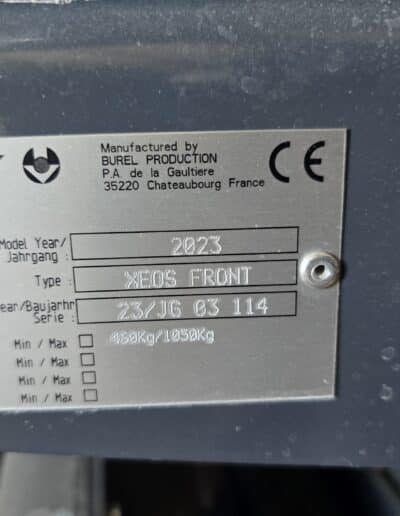 Manufactured by
BUREL PRODUCTION
P.A. de la Gaultiere
35220 Chateaubourg France
CE
Model Year/ 2023
Jahrgang :
Type : XEOS FRONT
ear/Baujarhr 23/JG 03 114
Serie :
Min / Max 460Kg/1050Kg
Min / Max
Min / Max
Min / Max